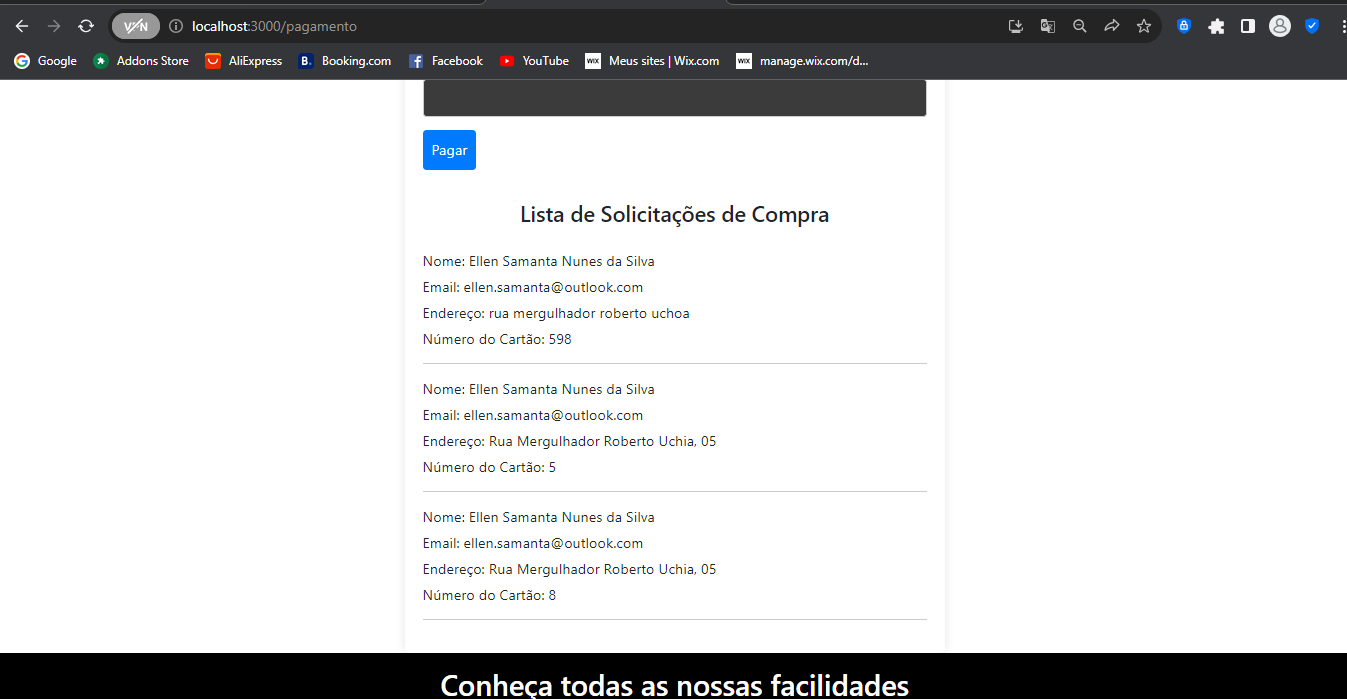 VPN
localhost:3000/pagamento
Google
Addons Store
AliExpress
B.
Booking.com
Facebook
YouTube
WIX
Meus sites | Wix.com
WIX
manage.wix.com/d...
Pagar
Lista de Solicitações de Compra
Nome: Ellen Samanta Nunes da Silva
Email: ellen.samanta@outlook.com
Endereço: rua mergulhador roberto uchoa
Número do Cartão: 598
Nome: Ellen Samanta Nunes da Silva
Email: ellen.samanta@outlook.com
Endereço: Rua Mergulhador Roberto Uchia, 05
Número do Cartão: 5
Nome: Ellen Samanta Nunes da Silva
Email: ellen.samanta@outlook.com
Endereço: Rua Mergulhador Roberto Uchia, 05
Número do Cartão: 8
Conheça todas as nossas facilidades